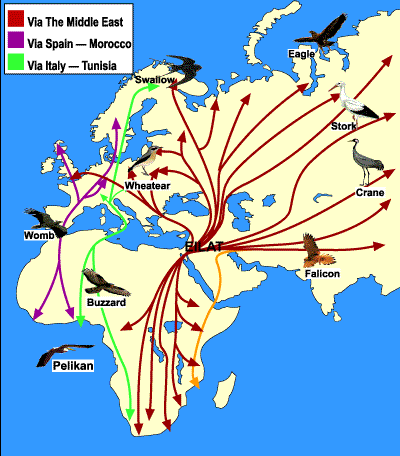 Via The Middle East
Via Spain — Morocco
Via Italy — Tunisia
Eagle
Swallow
Stork
Wheatear
Crane
Womb
EILAT
Falicon
Buzzard
Pelikan